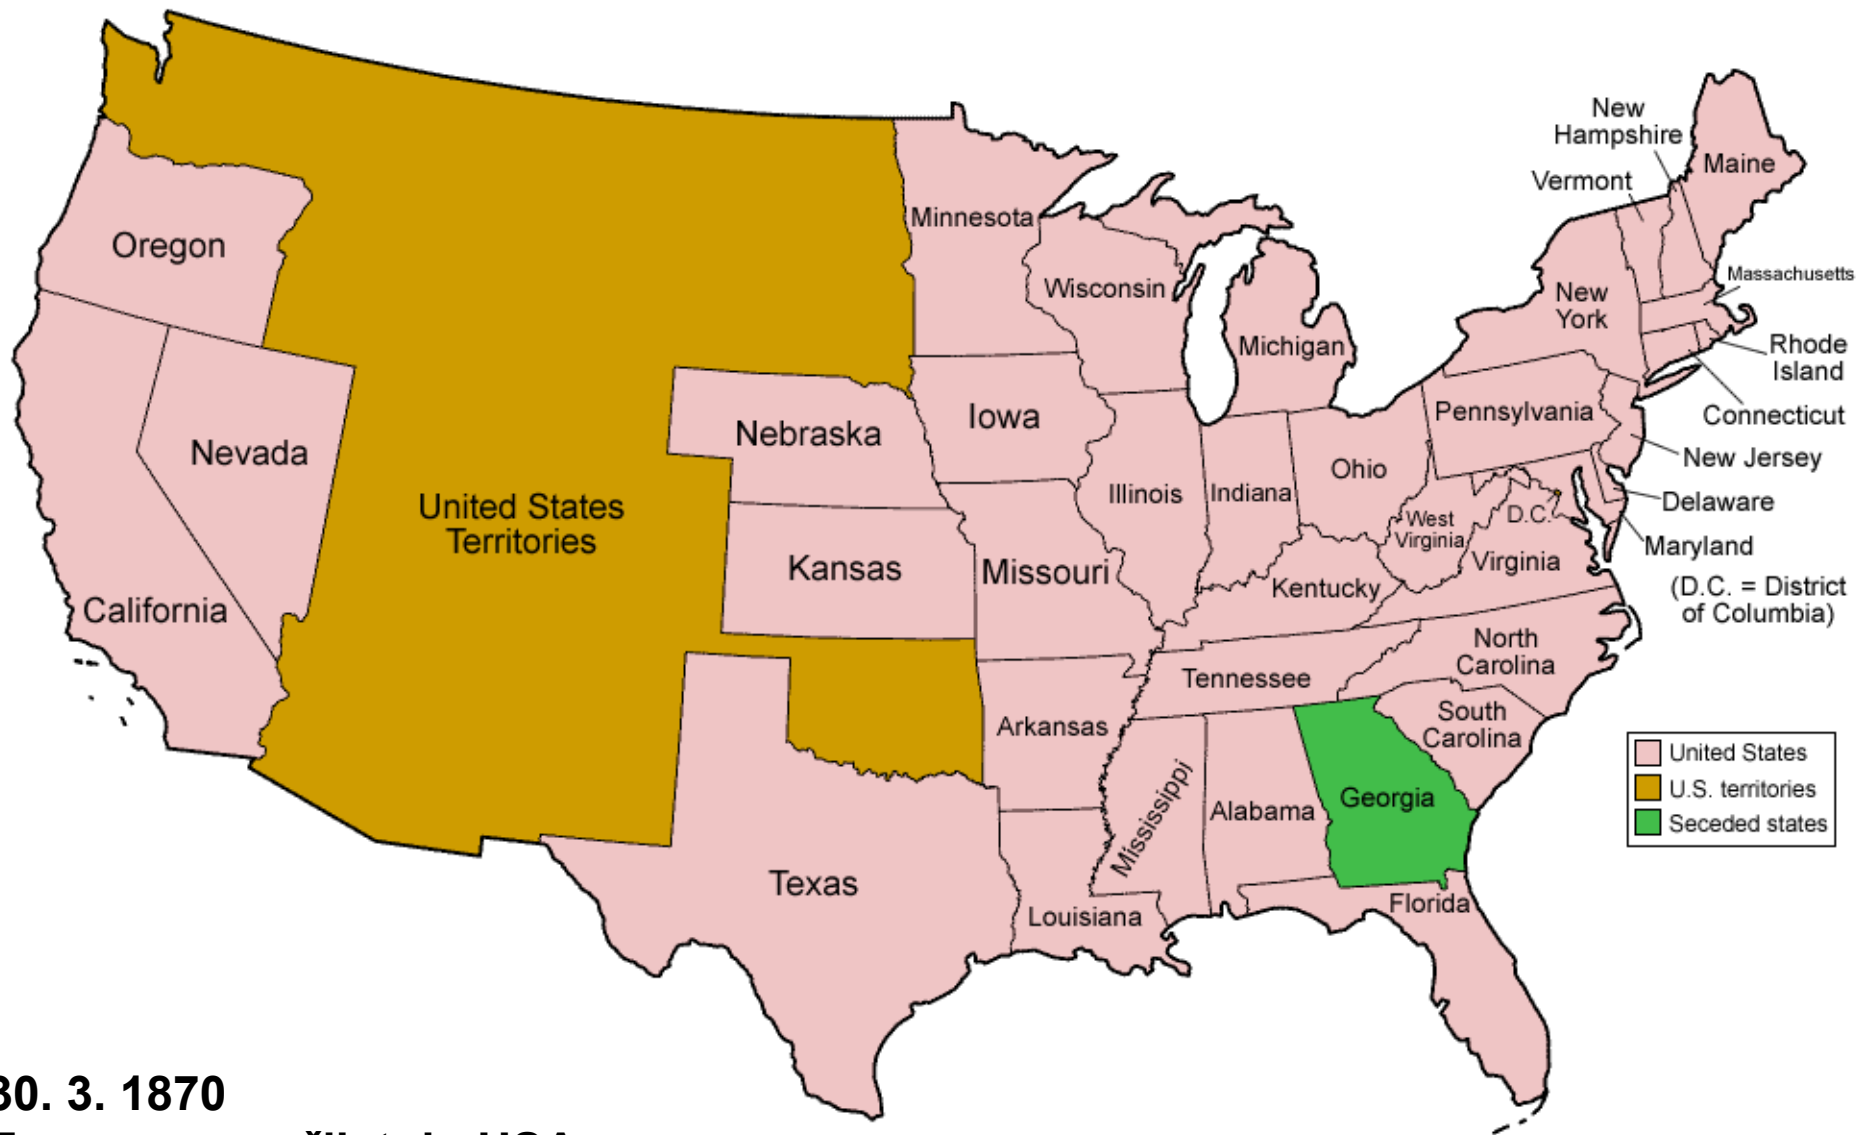 New
Hampshire
Maine
Vermont
Massachusetts
Oregon
Minnesota
Wisconsin
New
York
Michigan
Rhode
Island
Connecticut
Nebraska
Iowa
Pennsylvania
Nevada
New Jersey
Ohio
Illinois
Indiana
Delaware
United States
Territories
West
Virginia
D.C.
Maryland
Virginia
Kansas
Missouri
Kentucky
(D.C. = District
of Columbia)
California
North
Carolina
Tennessee
South
Carolina
Arkansas
Mississippi
Alabama
Georgia
United States
U.S. territories
Seceded states
Texas
Louisiana
Florida
30. 3. 1870
USA